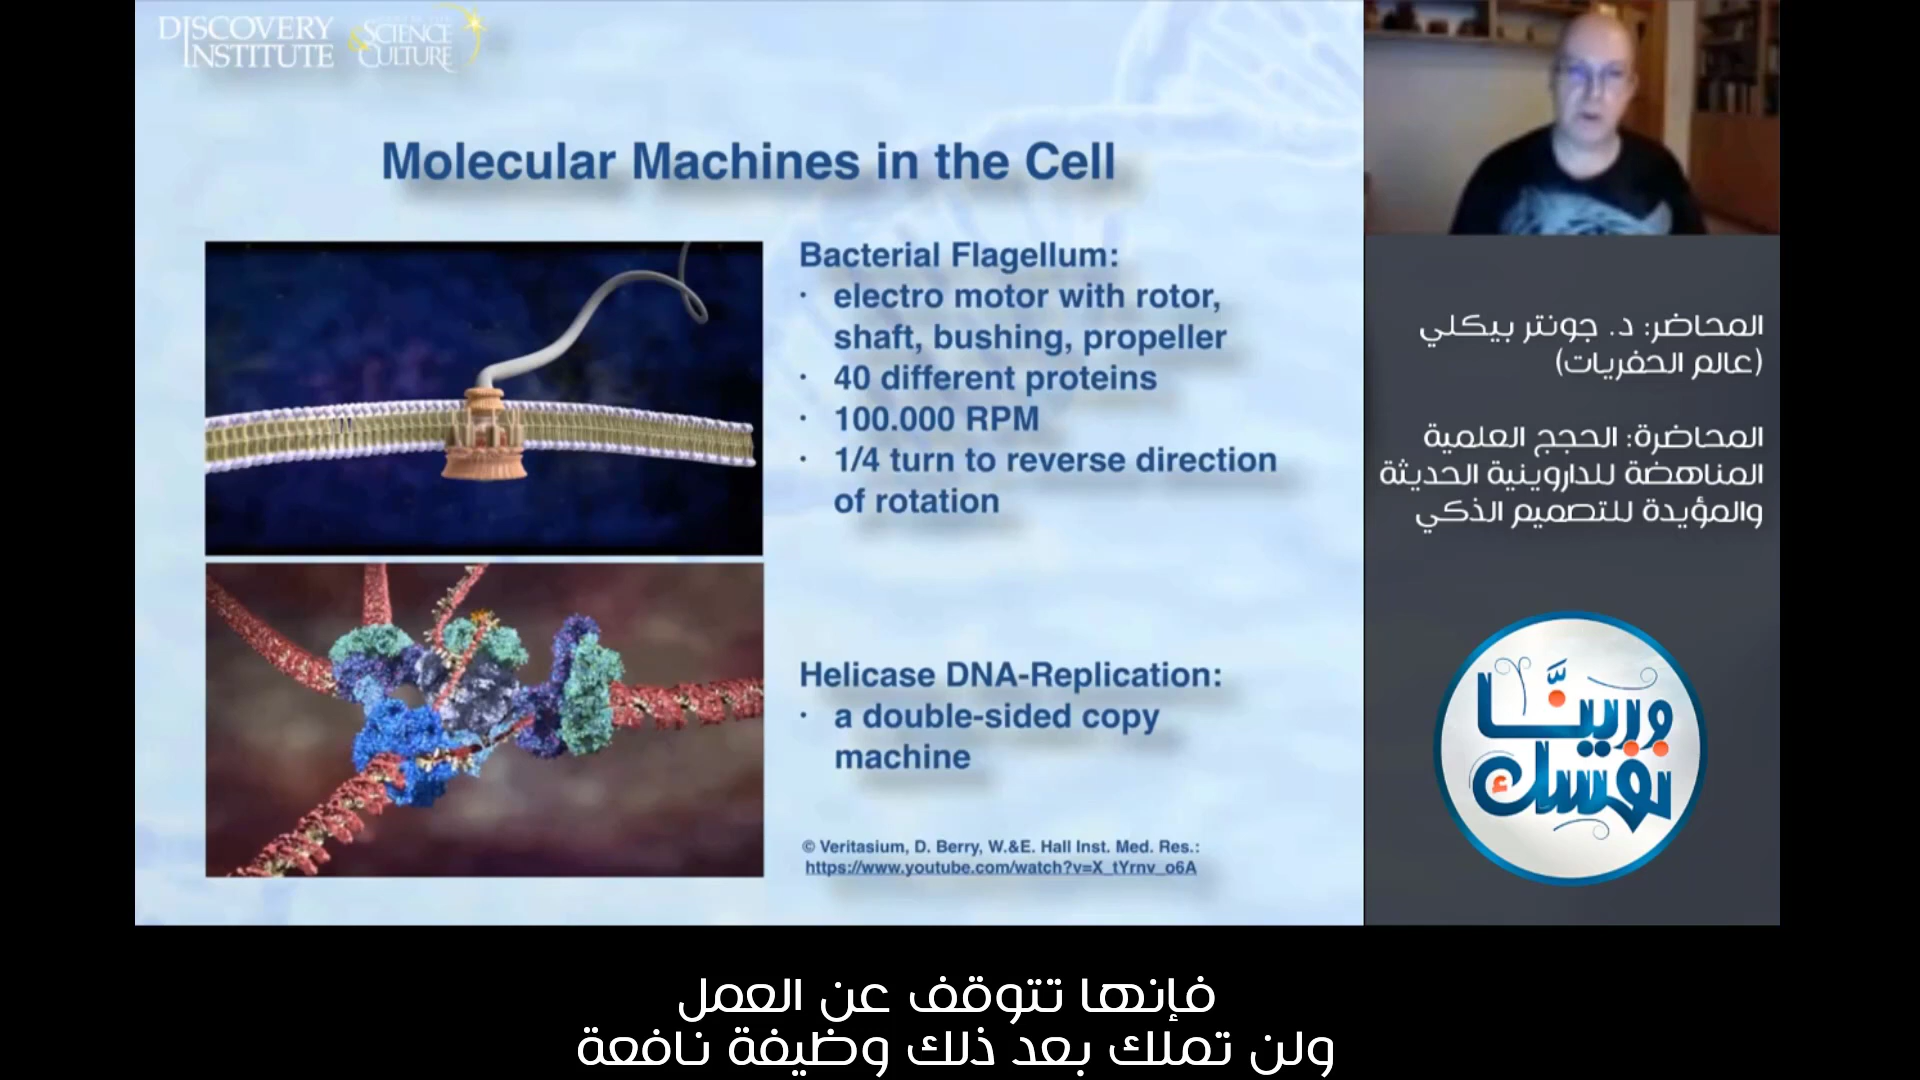 DISCOVERY
INSTITUTE
SCIENCE
& CULTURE
Molecular Machines in the Cell
Bacterial Flagellum:
· electro motor with rotor,
shaft, bushing, propeller
· 40 different proteins
· 100.000 RPM
· 1/4 turn to reverse direction
of rotation
Helicase DNA-Replication:
· a double-sided copy
machine
© Veritasium, D. Berry, W.&E. Hall Inst. Med. Res.:
https://www.youtube.com/watch?v=X_tYrnv_o6A
المحاضر: د. جونتر بيكلي
(عالم الحفريات)
المحاضرة: الحجج العلمية
المناهضة للداروينية الحديثة
والمؤيدة للتصميم الذكي
ورينا
نفسك
فإنها تتوقف عن العمل
ولن تملك بعد ذلك وظيفة نافعة